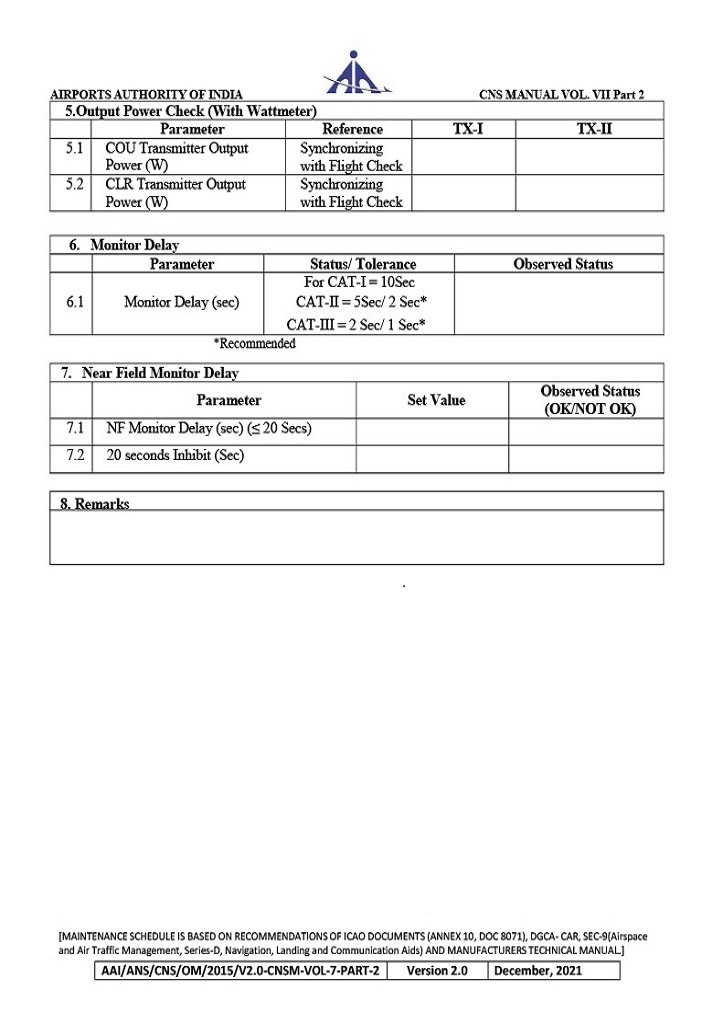 AIRPORTS AUTHORITY OF INDIA
CNS MANUAL VOL. VII Part 2
5.Output Power Check (With Wattmeter)
Parameter Reference TX-I TX-II
5.1 COU Transmitter Output Power (W) Synchronizing with Flight Check
5.2 CLR Transmitter Output Power (W) Synchronizing with Flight Check
6. Monitor Delay
Parameter Status/ Tolerance Observed Status
For CAT-I = 10Sec
6.1 Monitor Delay (sec) CAT-II = 5Sec/ 2 Sec*
CAT-III = 2 Sec/ 1 Sec*
*Recommended
7. Near Field Monitor Delay
Parameter Set Value Observed Status (OK/NOT OK)
7.1 NF Monitor Delay (sec) (≤ 20 Secs)
7.2 20 seconds Inhibit (Sec)
8. Remarks
[MAINTENANCE SCHEDULE IS BASED ON RECOMMENDATIONS OF ICAO DOCUMENTS (ANNEX 10, DOC 8071), DGCA- CAR, SEC-9(Airspace
and Air Traffic Management, Series-D, Navigation, Landing and Communication Aids) AND MANUFACTURERS TECHNICAL MANUAL.]
AAI/ANS/CNS/OM/2015/V2.0-CNSM-VOL-7-PART-2 Version 2.0 December, 2021